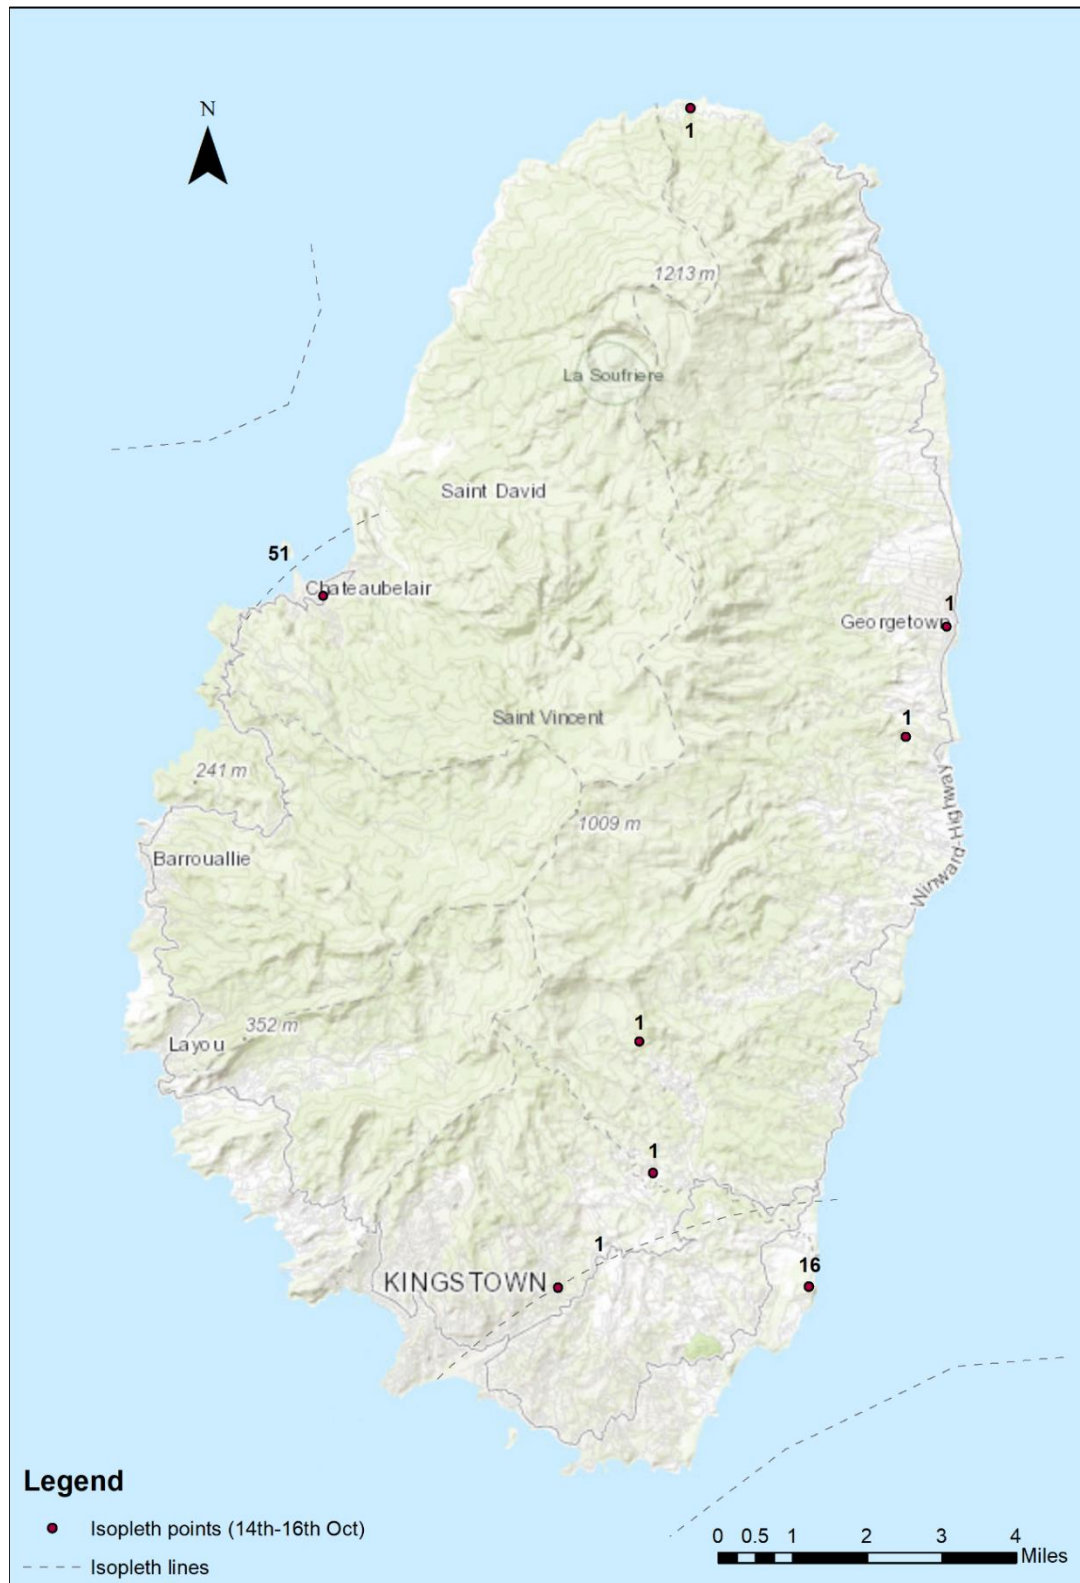 N
1
1213 m
La Soufriere
Saint David
51
Chateaubelair
1
Georgetown
Saint Vincent
1
241 m
1009 m
Winward-Highway
Barrouallie
1
352 m
Layou
1
1
KINGSTOWN
16
Legend
Isopleth points (14th-16th Oct)
Isopleth lines
0 0.5 1 2 3 4
Miles